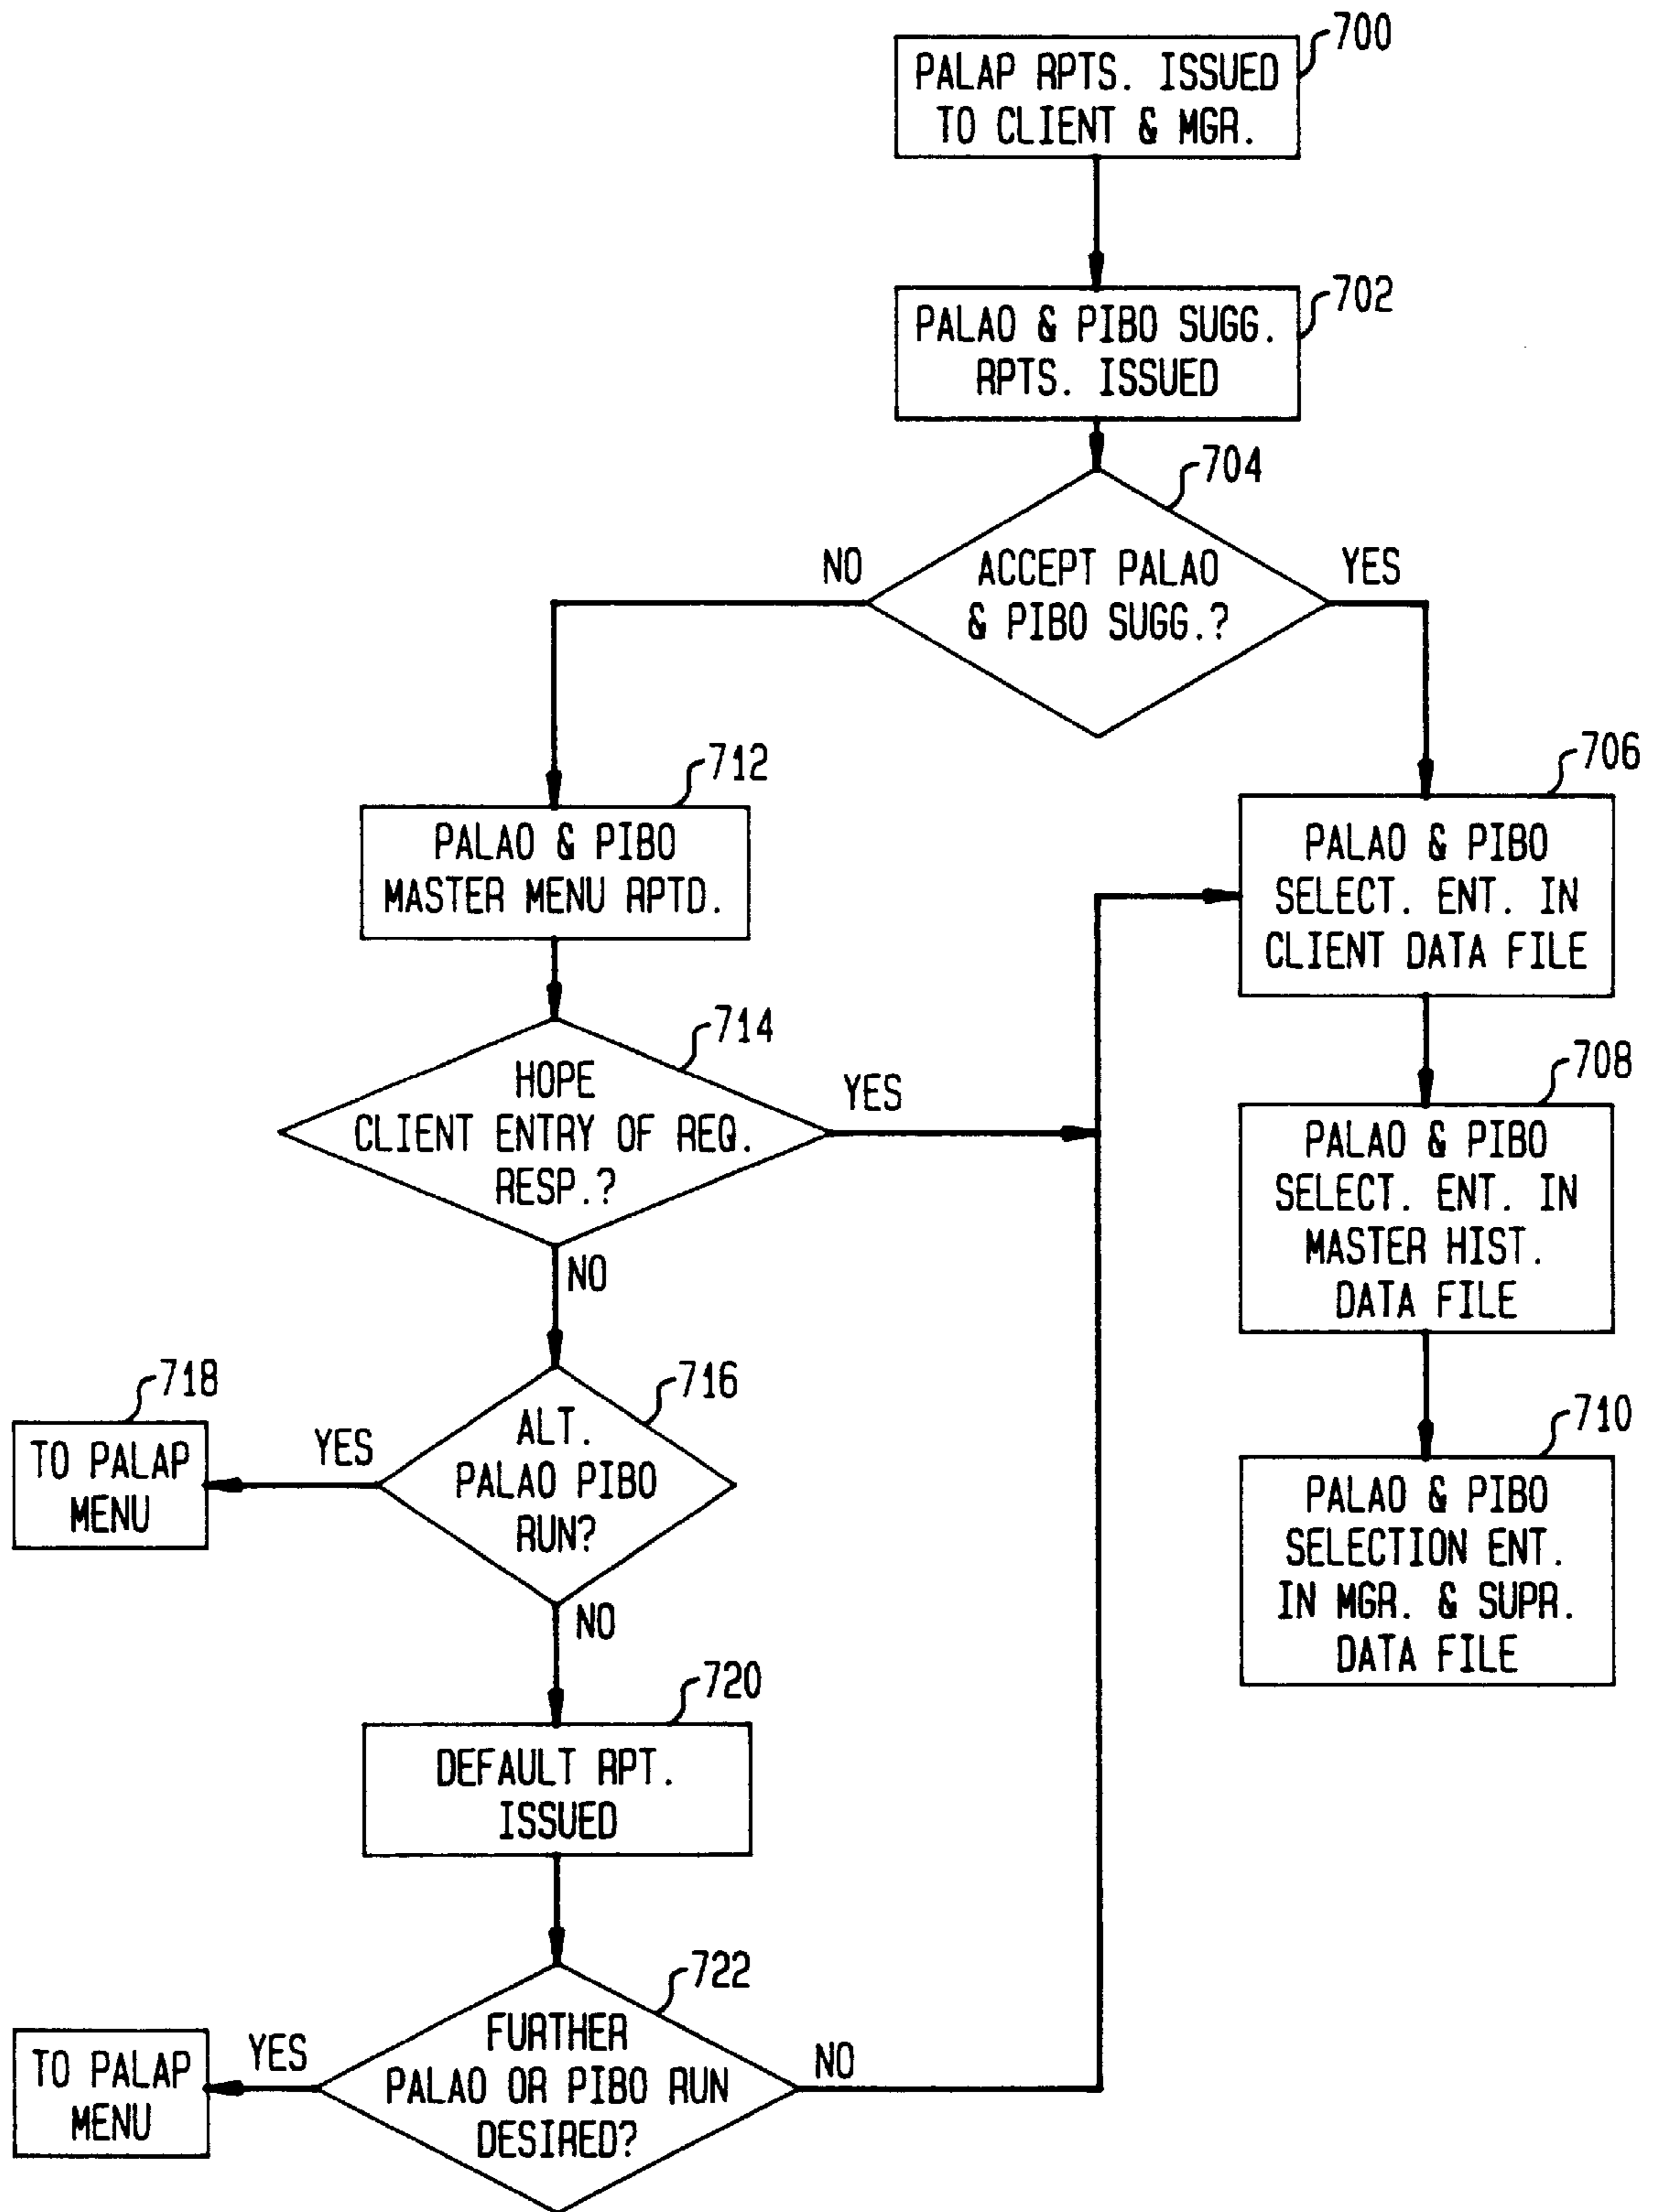 700
PALAP RPTS. ISSUED
TO CLIENT & MGR.
702
PALAO & PIBO SUGG.
RPTS. ISSUED
704
NO
ACCEPT PALAO
& PIBO SUGG.?
YES
712
PALAO & PIBO
MASTER MENU RPTD.
706
PALAO & PIBO
SELECT. ENT. IN
CLIENT DATA FILE
714
HOPE
CLIENT ENTRY OF REQ.
RESP.?
YES
NO
708
PALAO & PIBO
SELECT. ENT. IN
MASTER HIST.
DATA FILE
718
TO PALAP
MENU
YES
716
ALT.
PALAO PIBO
RUN?
NO
710
PALAO & PIBO
SELECTION ENT.
IN MGR. & SUPR.
DATA FILE
720
DEFAULT RPT.
ISSUED
722
TO PALAP
MENU
YES
FURTHER
PALAO OR PIBO RUN
DESIRED?
NO